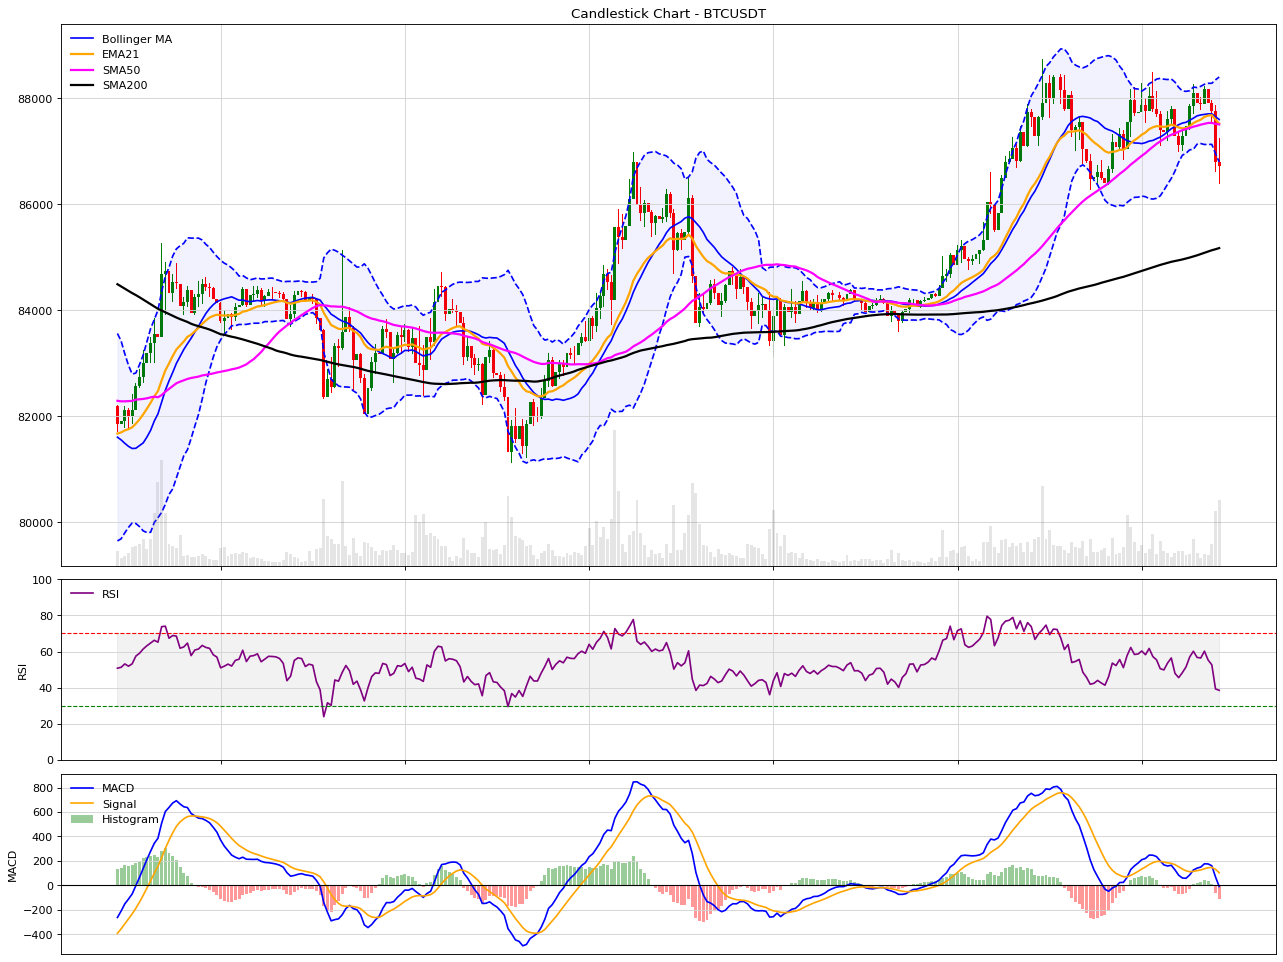 Candlestick Chart - BTCUSDT
Bollinger MA
EMA21
SMA50
SMA200
88000
86000
84000
82000
80000
RSI
100
80
60
40
20
0
RSI
MACD
Signal
Histogram
800
600
400
200
0
−200
−400
MACD